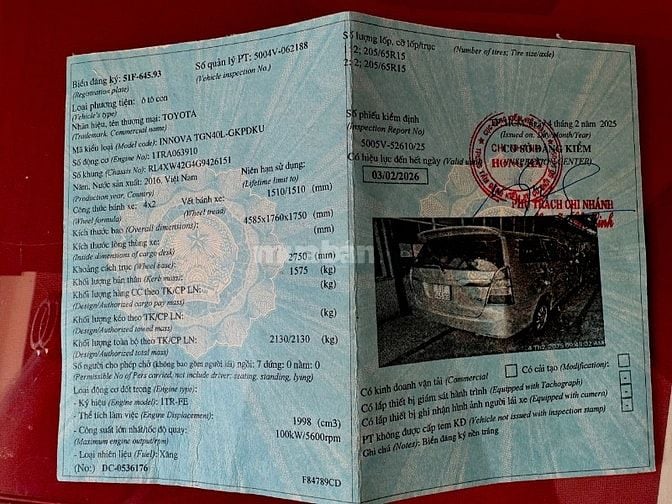 Biển đăng ký: 51F-645.93
Số quản lý PT: 5004V-062188
(Registration plate)
(Vehicle inspection No.)
Loại phương tiện: ô tô con
(Vehicle's type)
Nhãn hiệu, tên thương mại: TOYOTA
(Trademark, Commercial name)
Mã kiểu loại (Model code): INNOVA TGN40L-GKPDKU
Số động cơ (Engine No): 1TRA063910
Số khung (Chassis No): RL4XW42G4G9426151
Năm, Nước sản xuất: 2016, Việt Nam
Niên hạn sử dụng:
(Production year, Country)
(Lifetime limit to)
Công thức bánh xe: 4x2
Vết bánh xe:
1510/1510 (mm)
(Wheel formula)
(Wheel tread)
Kích thước bao (Overall dimensions):
4585x1760x1750 (mm)
Kích thước lòng thùng xe:
(mm)
(Inside dimensions of cargo desk)
Khoảng cách trục (Wheel base):
2750 (mm)
Khối lượng bản thân (Kerb mass):
1575 (kg)
Khối lượng hàng CC theo TK/CP LN:
(kg)
(Design/Authorized cargo pay mass)
Khối lượng kéo theo TK/CP LN:
(kg)
(Design/Authorized towed mass)
Khối lượng toàn bộ theo TK/CP LN:
2130/2130 (kg)
(Design/Authorized total mass)
Số người cho phép chở (không bao gồm người lái) ngồi: 7 đứng: 0 nằm: 0
(Permissible No of Pers carried, not include driver: seating, standing, lying)
Loại động cơ đốt trong (Engine type):
- Ký hiệu (Engine model): 1TR-FE
- Thể tích làm việc (Engine Displacement):
1998 (cm3)
- Công suất lớn nhất/tốc độ quay:
100kW/5600rpm
(Maximum engine output/rpm)
- Loại nhiên liệu (Fuel): Xăng
(No:) DC-0536176
F84789CD
muaban
Số lượng lốp, cỡ lốp/trục
(Number of tires; Tire size/axle)
1: 2; 205/65R15
2: 2; 205/65R15
Số phiếu kiểm định
4 tháng 2 năm 2025
(Inspection Report No)
(Issued on: Day/Month/Year)
5005V-52610/25
CƠ SỞ ĐĂNG KIỂM
Có hiệu lực đến hết ngày (Valid until)
03/02/2026
PHỤ TRÁCH CHI NHÁNH
Có kinh doanh vận tải (Commercial
Có cải tạo (Modification):
Có lắp thiết bị giám sát hành trình (Equipped with Tachograph)
Có lắp thiết bị ghi nhận hình ảnh người lái xe (Equipped with camera)
PT không được cấp tem KĐ (Vehicle not issued with inspection stamp)
Ghi chú (Notes): Biển đăng ký nền trắng